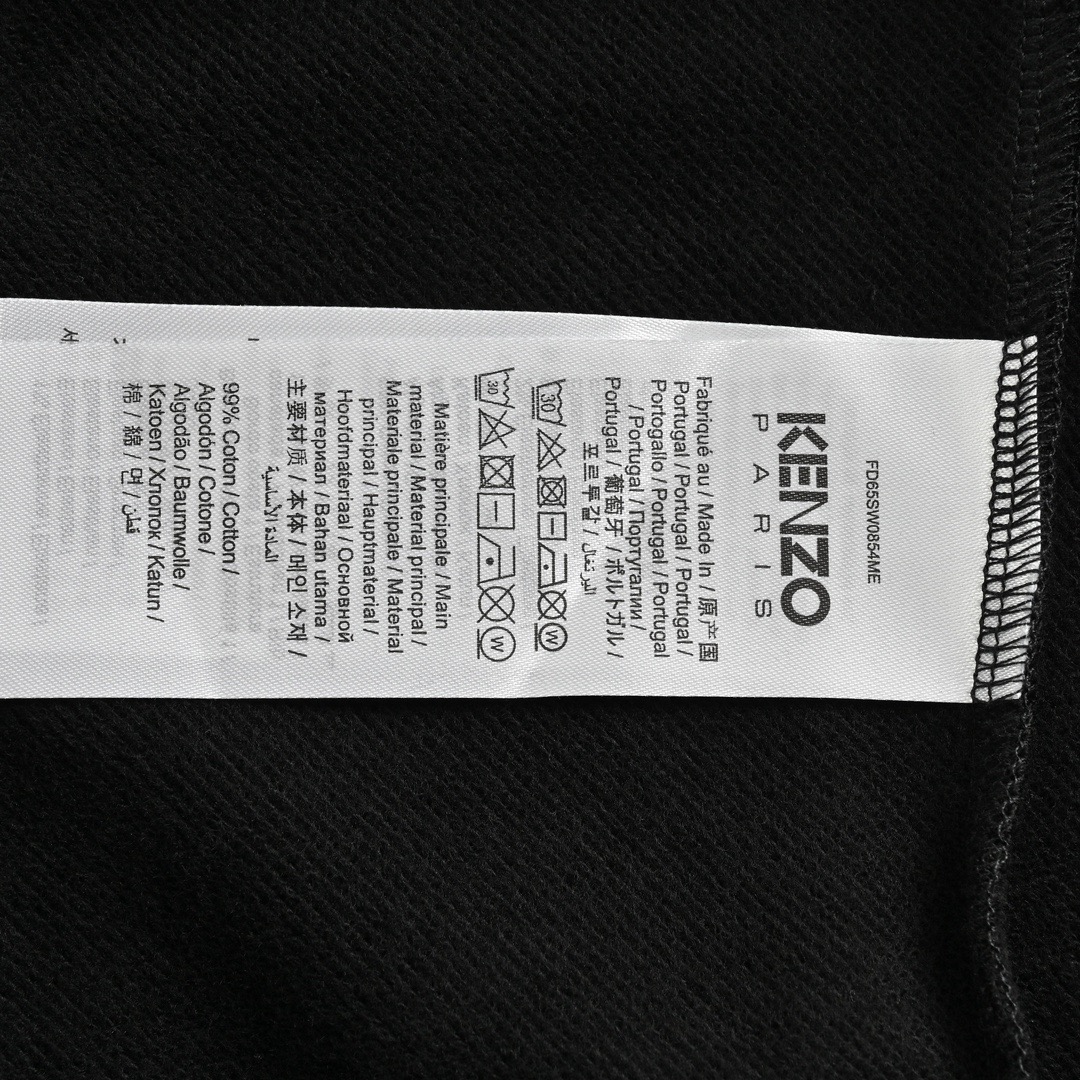 FD65SW0854ME
KENZO
PARIS
Fabriqué au / Made In / 原产国
Portugal / Portugal / Portugal /
Portogallo / Portugal / Portugal
/ Portugal / Португалии /
Portugal / 葡萄牙 / ポルトガル /
포르투갈 / البرتغال
30 W
30 W
Matière principale / Main
material / Material principal /
Materiale principale / Material
principal / Hauptmaterial /
Hoofdmateriaal / Основной
материал / Bahan utama /
主要材质 / 本体 / 메인 소재 /
المادة الأساسية
99% Coton / Cotton /
Algodón / Cotone /
Algodão / Baumwolle /
Katoen / Хлопок / Katun /
棉 / 綿 / 면 / قطن